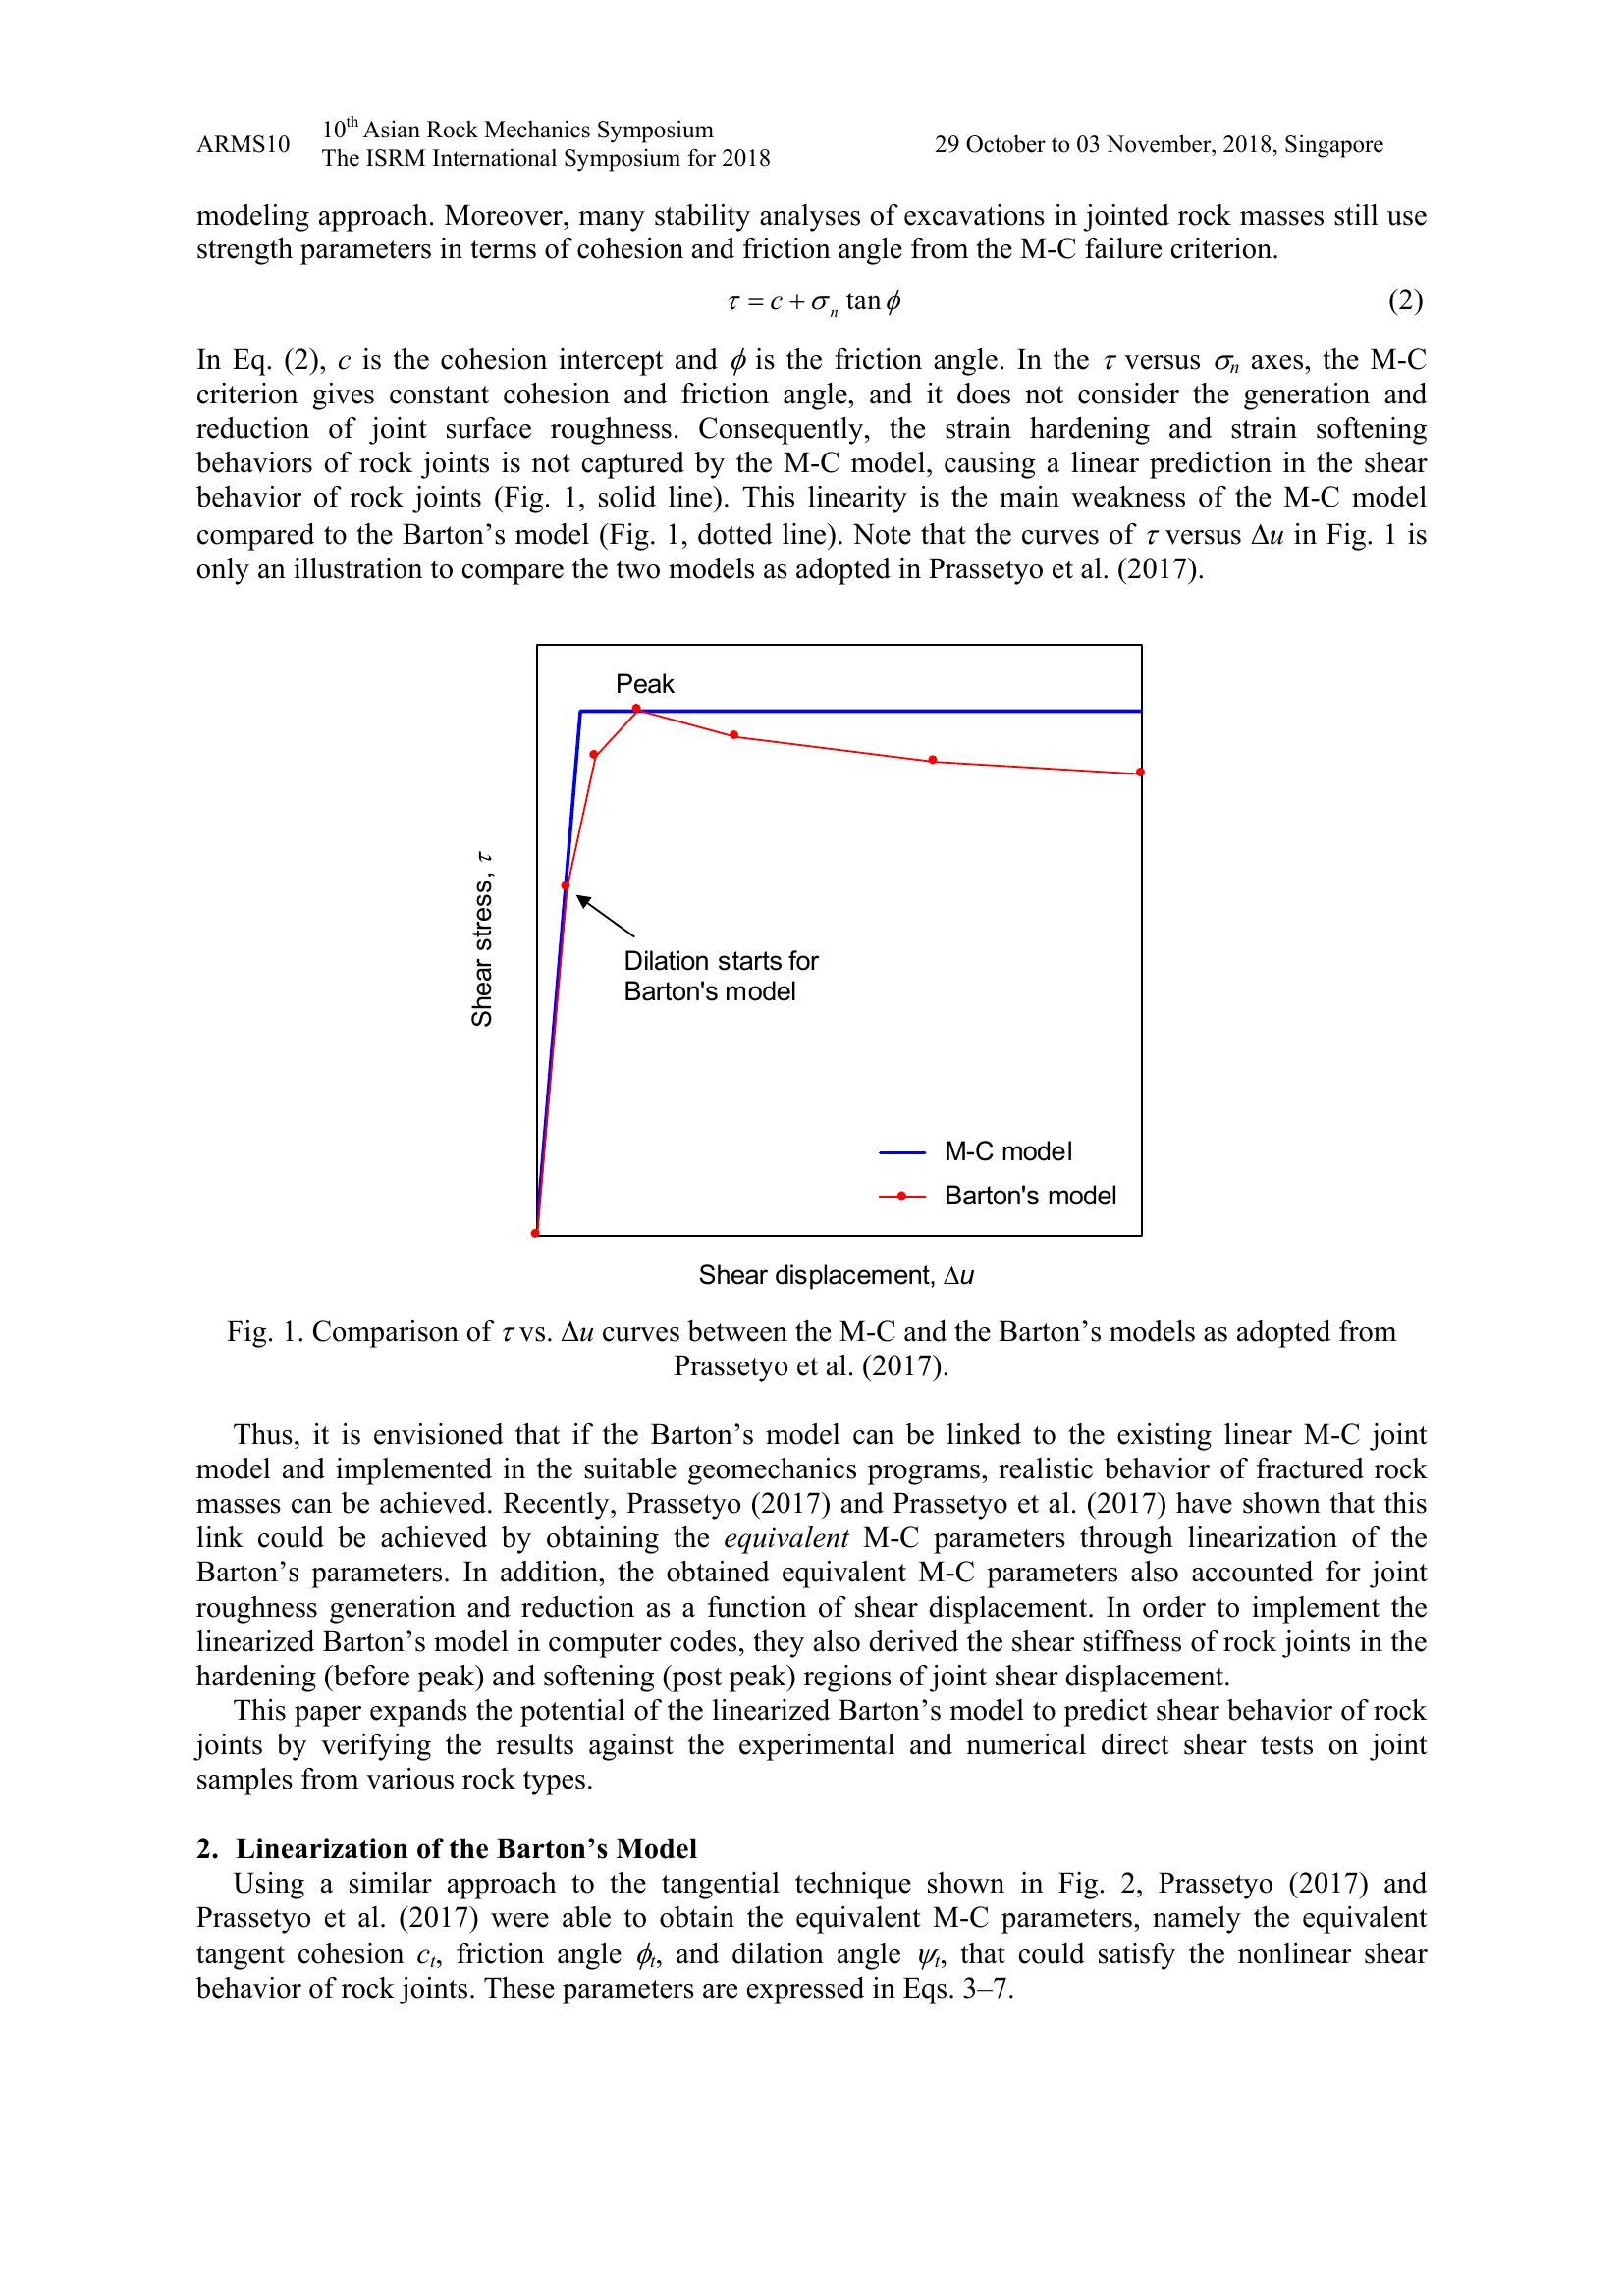 ARMS10
10th Asian Rock Mechanics Symposium
The ISRM International Symposium for 2018
29 October to 03 November, 2018, Singapore
modeling approach. Moreover, many stability analyses of excavations in jointed rock masses still use
strength parameters in terms of cohesion and friction angle from the M-C failure criterion.
τ = c + σn tan ϕ (2)
In Eq. (2), c is the cohesion intercept and ϕ is the friction angle. In the τ versus σn axes, the M-C
criterion gives constant cohesion and friction angle, and it does not consider the generation and
reduction of joint surface roughness. Consequently, the strain hardening and strain softening
behaviors of rock joints is not captured by the M-C model, causing a linear prediction in the shear
behavior of rock joints (Fig. 1, solid line). This linearity is the main weakness of the M-C model
compared to the Barton’s model (Fig. 1, dotted line). Note that the curves of τ versus Δu in Fig. 1 is
only an illustration to compare the two models as adopted in Prassetyo et al. (2017).
Peak
Shear stress, τ
Dilation starts for
Barton's model
M-C model
Barton's model
Shear displacement, Δu
Fig. 1. Comparison of τ vs. Δu curves between the M-C and the Barton’s models as adopted from
Prassetyo et al. (2017).
Thus, it is envisioned that if the Barton’s model can be linked to the existing linear M-C joint
model and implemented in the suitable geomechanics programs, realistic behavior of fractured rock
masses can be achieved. Recently, Prassetyo (2017) and Prassetyo et al. (2017) have shown that this
link could be achieved by obtaining the equivalent M-C parameters through linearization of the
Barton’s parameters. In addition, the obtained equivalent M-C parameters also accounted for joint
roughness generation and reduction as a function of shear displacement. In order to implement the
linearized Barton’s model in computer codes, they also derived the shear stiffness of rock joints in the
hardening (before peak) and softening (post peak) regions of joint shear displacement.
This paper expands the potential of the linearized Barton’s model to predict shear behavior of rock
joints by verifying the results against the experimental and numerical direct shear tests on joint
samples from various rock types.
2. Linearization of the Barton’s Model
Using a similar approach to the tangential technique shown in Fig. 2, Prassetyo (2017) and
Prassetyo et al. (2017) were able to obtain the equivalent M-C parameters, namely the equivalent
tangent cohesion ct, friction angle ϕt, and dilation angle ψt, that could satisfy the nonlinear shear
behavior of rock joints. These parameters are expressed in Eqs. 3–7.